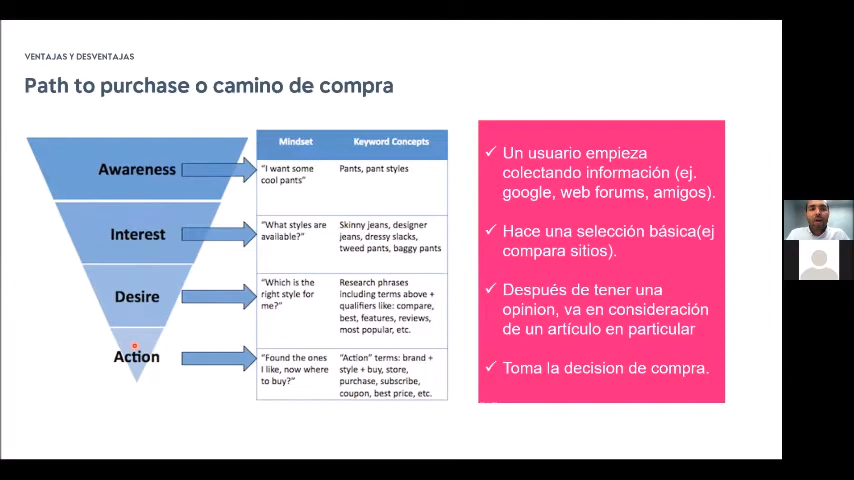 VENTAJAS Y DESVENTAJAS
Path to purchase o camino de compra
Awareness
Interest
Desire
Action
Mindset
Keyword Concepts
"I want some
cool pants"
Pants, pant styles
"What styles are
available?"
Skinny jeans, designer
jeans, dressy slacks,
tweed pants, baggy pants
"Which is the
right style for
me?"
Research phrases
including terms above +
qualifiers like: compare,
best, features, reviews,
most popular, etc.
"Found the ones
I like, now where
to buy?"
"Action" terms: brand +
style + buy, store,
purchase, subscribe,
coupon, best price, etc.
✓ Un usuario empieza
colectando información (ej.
google, web forums, amigos).
✓ Hace una selección básica(ej
compara sitios).
✓ Después de tener una
opinion, va en consideración
de un artículo en particular
✓ Toma la decision de compra.